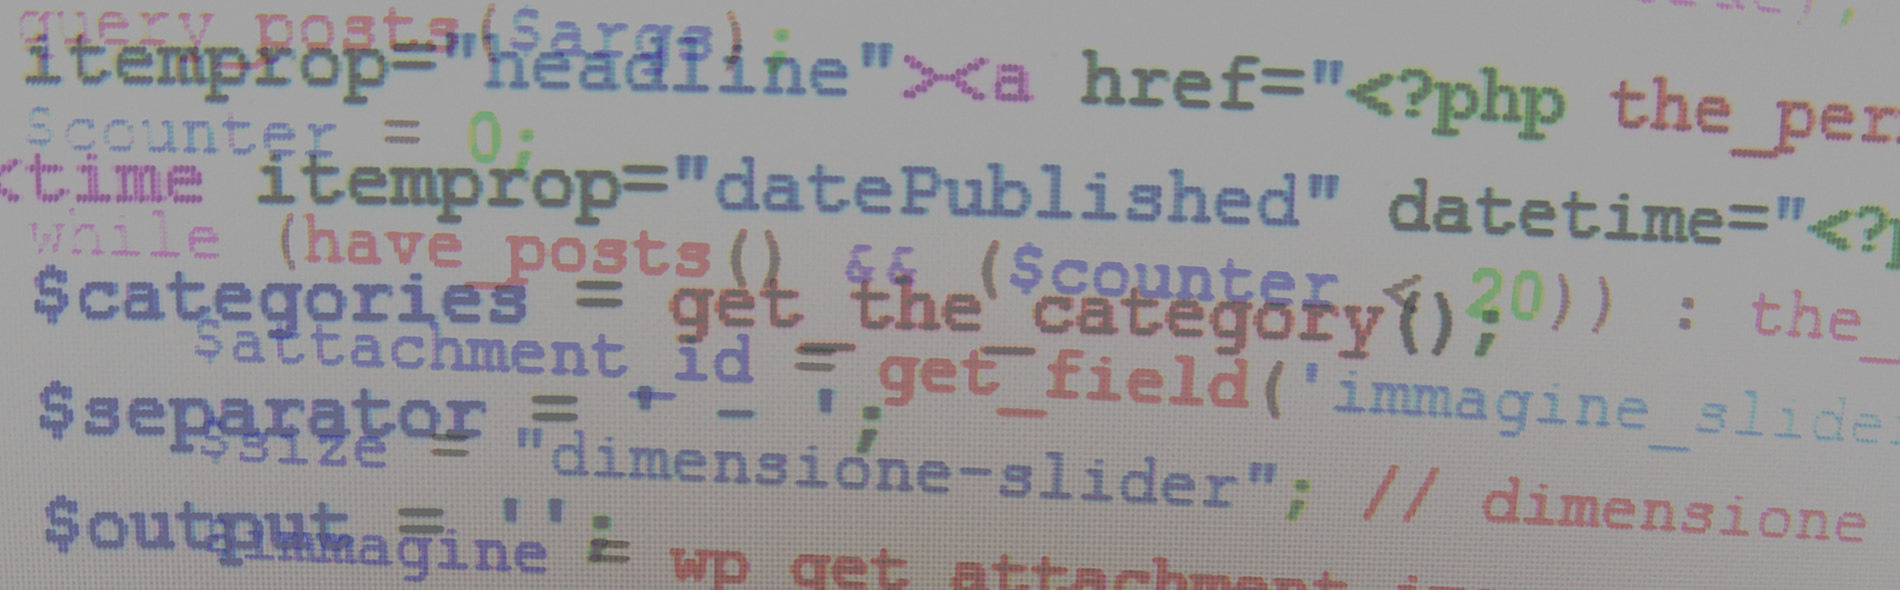 query_posts($args);
itemprop="headline"><a href="<?php the_per
$counter = 0;
<time itemprop="datePublished" datetime="<?p
while (have_posts() && ($counter < 20)) : the_
$categories = get_the_category();
$attachment_id = get_field('immagine_slide
$separator = ' _ ';
$size = "dimensione-slider"; // dimensione
$output = '';
$immagine = wp_get_attachment_im